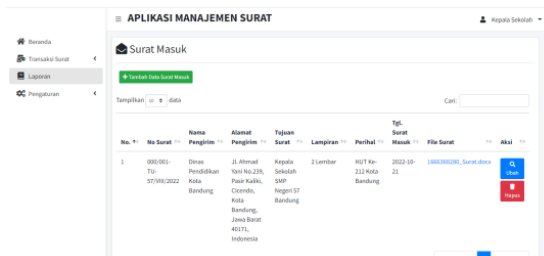 ≡ APLIKASI MANAJEMEN SURAT
Kepala Sekolah
Beranda
Transaksi Surat
Laporan
Pengaturan
Surat Masuk
+ Tambah Data Surat Masuk
Tampilkan 10 data
Cari:
No. No Surat Nama Pengirim Alamat Pengirim Tujuan Surat Lampiran Perihal Tgl. Surat Masuk File Surat Aksi
1
000/001-
TU-
57/VIII/2022
Dinas
Pendidikan
Kota
Bandung
Jl. Ahmad
Yani No.239,
Pasir Kaliki,
Cicendo,
Kota
Bandung,
Jawa Barat
40171,
Indonesia
Kepala
Sekolah
SMP
Negeri 57
Bandung
2 Lembar
HUT Ke-
212 Kota
Bandung
2022-10-
21
Ubah
Hapus